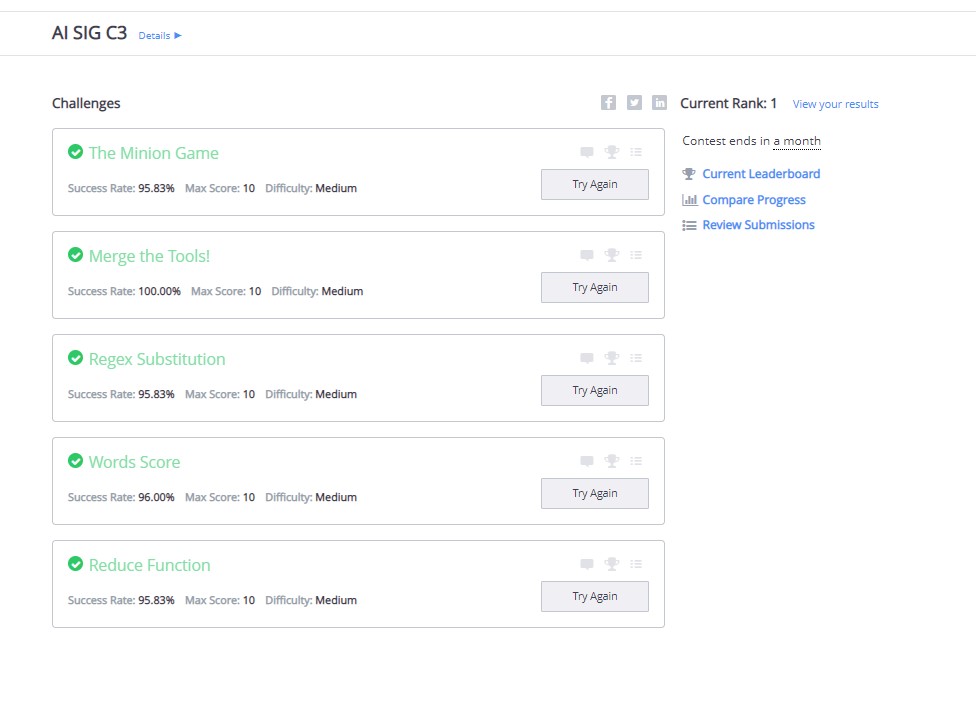 AI SIG C3 Details ▶
Challenges
Current Rank: 1 View your results
Contest ends in a month
Current Leaderboard
Compare Progress
Review Submissions
The Minion Game
Success Rate: 95.83% Max Score: 10 Difficulty: Medium
Try Again
Merge the Tools!
Success Rate: 100.00% Max Score: 10 Difficulty: Medium
Try Again
Regex Substitution
Success Rate: 95.83% Max Score: 10 Difficulty: Medium
Try Again
Words Score
Success Rate: 96.00% Max Score: 10 Difficulty: Medium
Try Again
Reduce Function
Success Rate: 95.83% Max Score: 10 Difficulty: Medium
Try Again